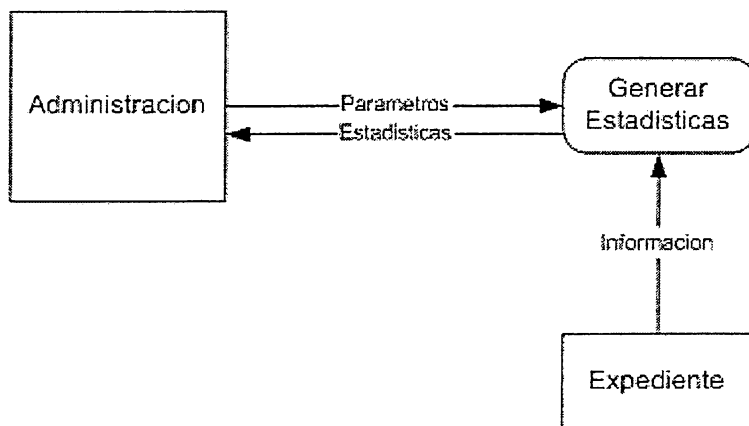 Administracion
Parametros
Estadisticas
Generar
Estadisticas
Informacion
Expediente